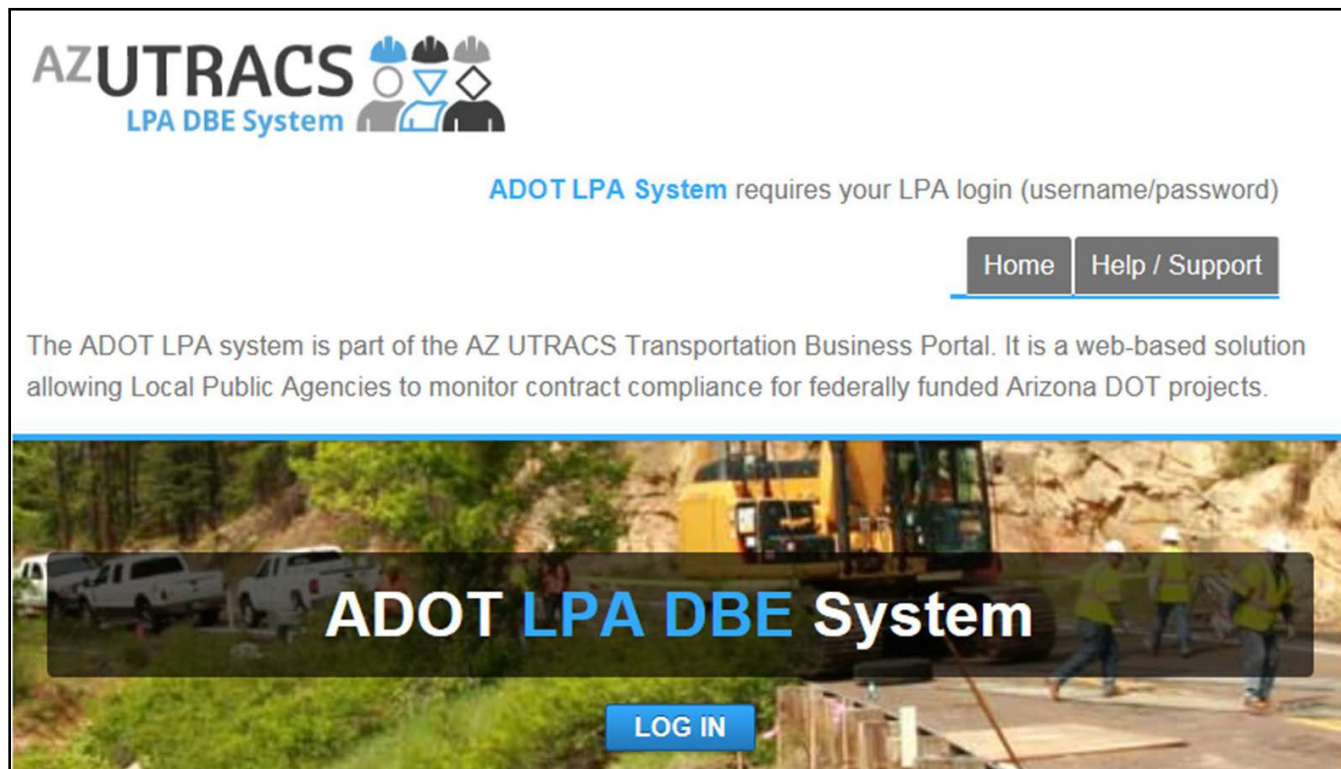 AZUTRACS
LPA DBE System
ADOT LPA System requires your LPA login (username/password)
Home
Help / Support
The ADOT LPA system is part of the AZ UTRACS Transportation Business Portal. It is a web-based solution
allowing Local Public Agencies to monitor contract compliance for federally funded Arizona DOT projects.
ADOT LPA DBE System
LOG IN